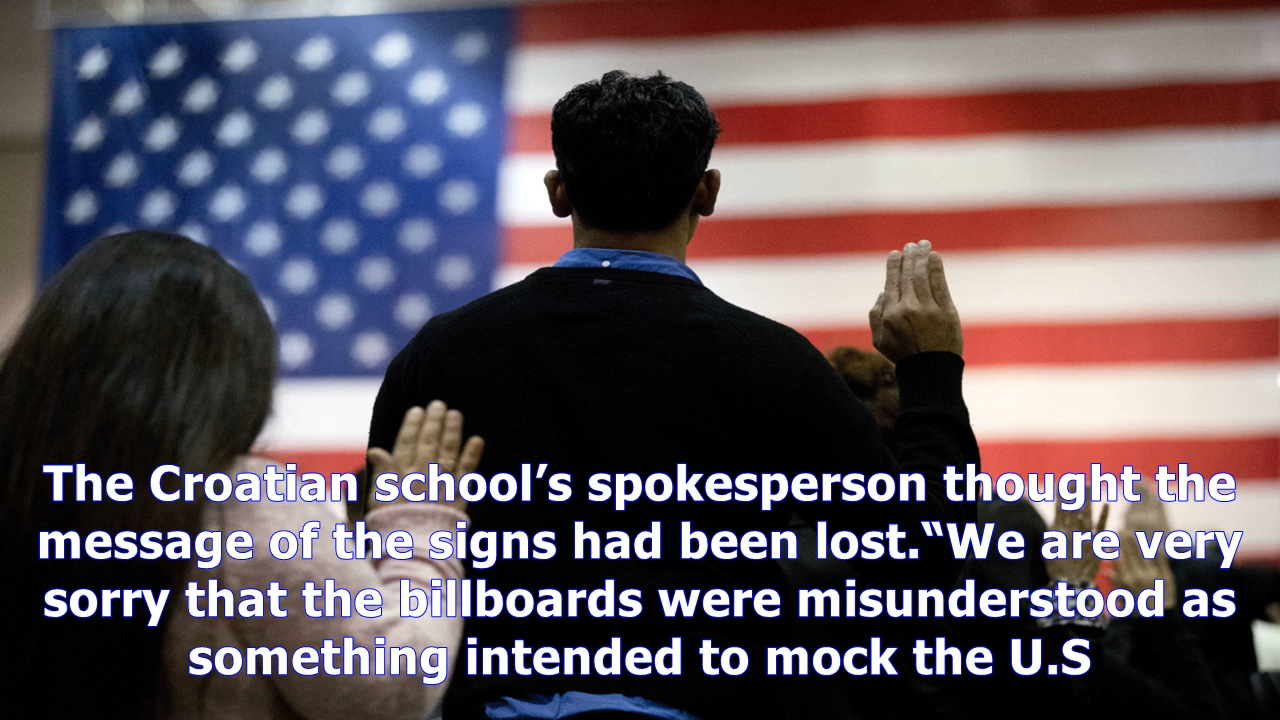 The Croatian school’s spokesperson thought the
message of the signs had been lost.“We are very
sorry that the billboards were misunderstood as
something intended to mock the U.S